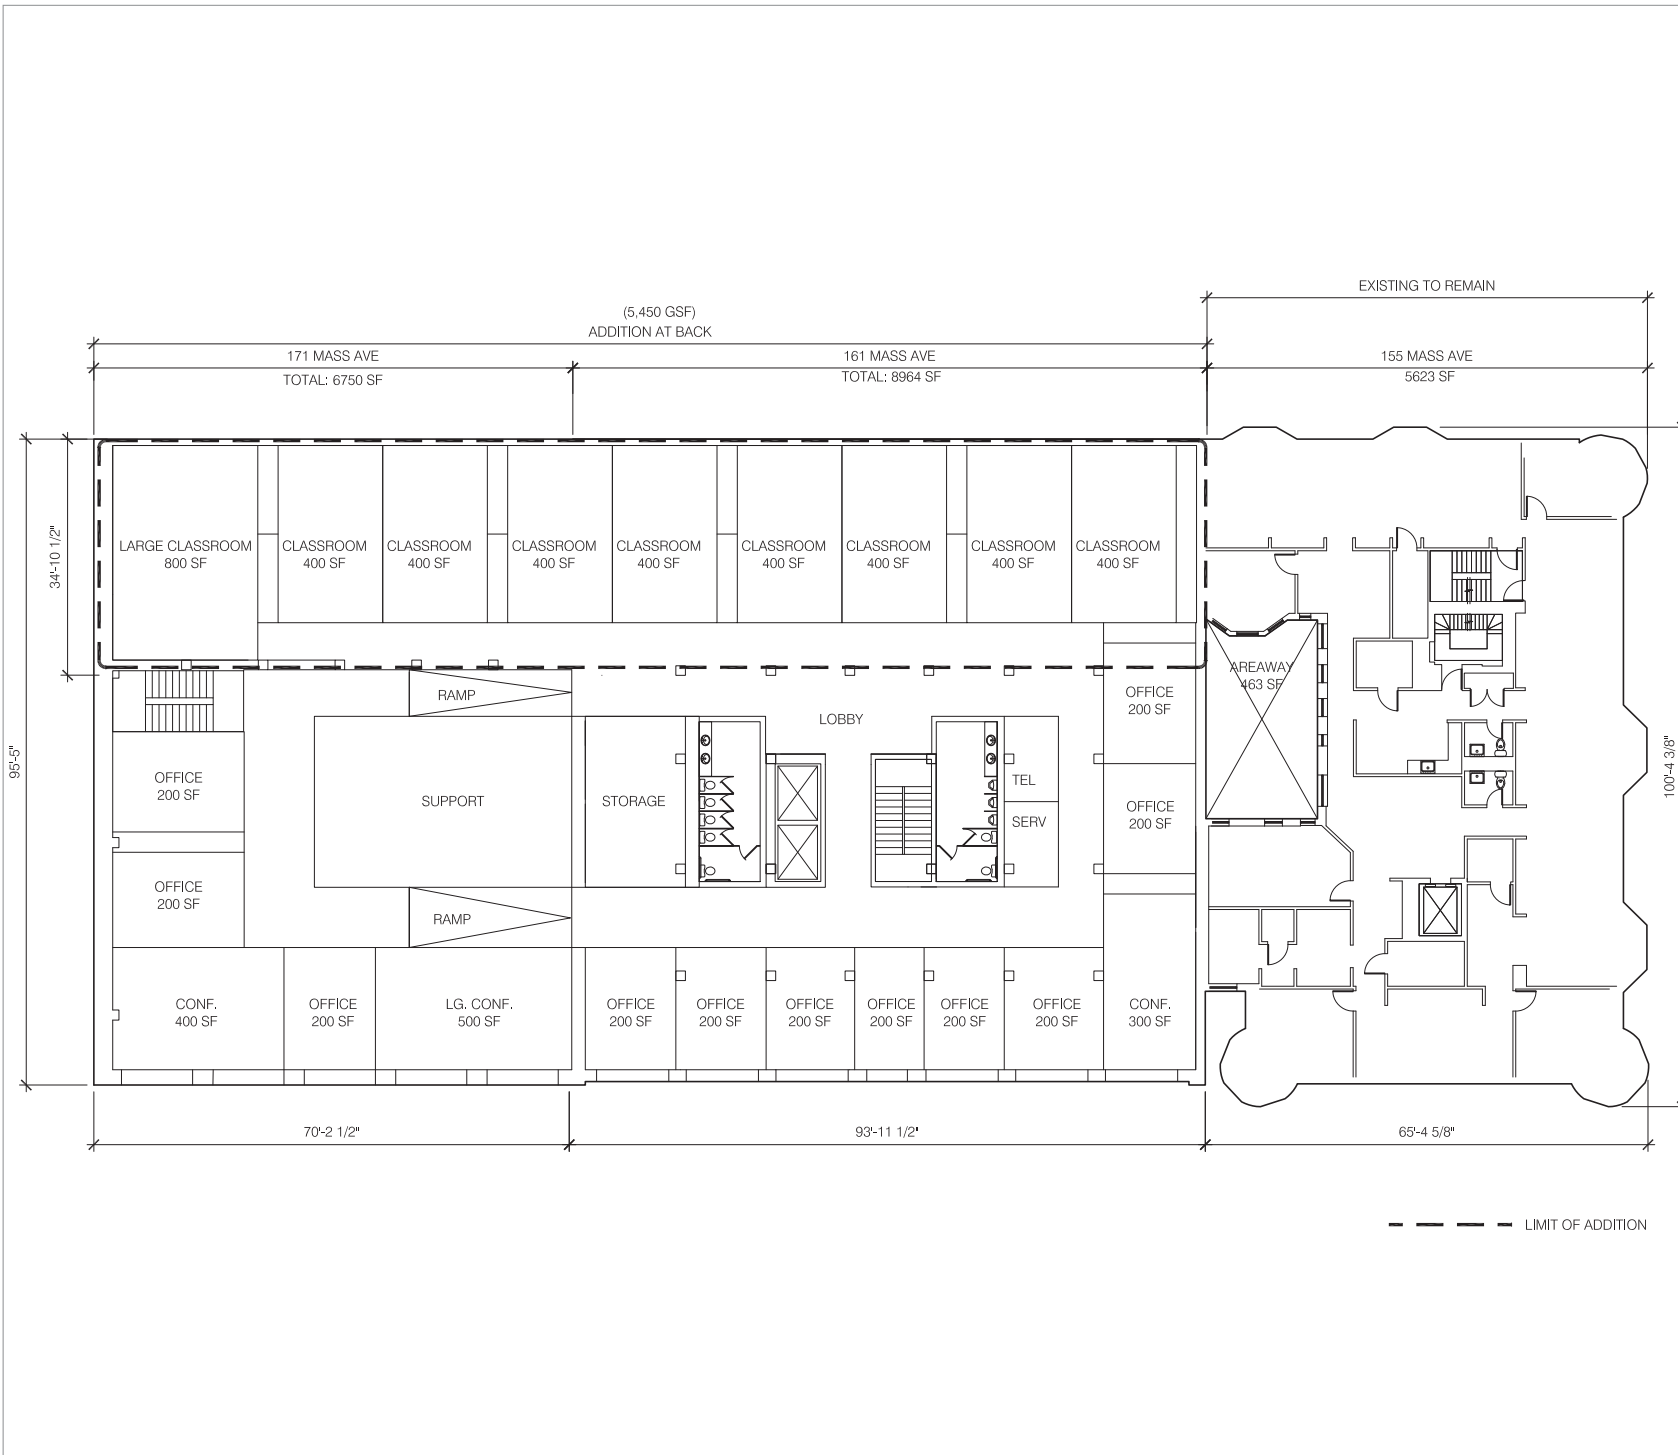 EXISTING TO REMAIN
(5,450 GSF)
ADDITION AT BACK
171 MASS AVE
161 MASS AVE
155 MASS AVE
TOTAL: 6750 SF
TOTAL: 8964 SF
5623 SF
34'-10 1/2"
95'-5"
100'-4 3/8"
LARGE CLASSROOM
800 SF
CLASSROOM
400 SF
CLASSROOM
400 SF
CLASSROOM
400 SF
CLASSROOM
400 SF
CLASSROOM
400 SF
CLASSROOM
400 SF
CLASSROOM
400 SF
CLASSROOM
400 SF
AREAWAY
463 SF
RAMP
LOBBY
OFFICE
200 SF
OFFICE
200 SF
SUPPORT
STORAGE
TEL
SERV
OFFICE
200 SF
OFFICE
200 SF
RAMP
CONF.
400 SF
OFFICE
200 SF
LG. CONF.
500 SF
OFFICE
200 SF
OFFICE
200 SF
OFFICE
200 SF
OFFICE
200 SF
OFFICE
200 SF
OFFICE
200 SF
CONF.
300 SF
70'-2 1/2"
93'-11 1/2"
65'-4 5/8"
LIMIT OF ADDITION